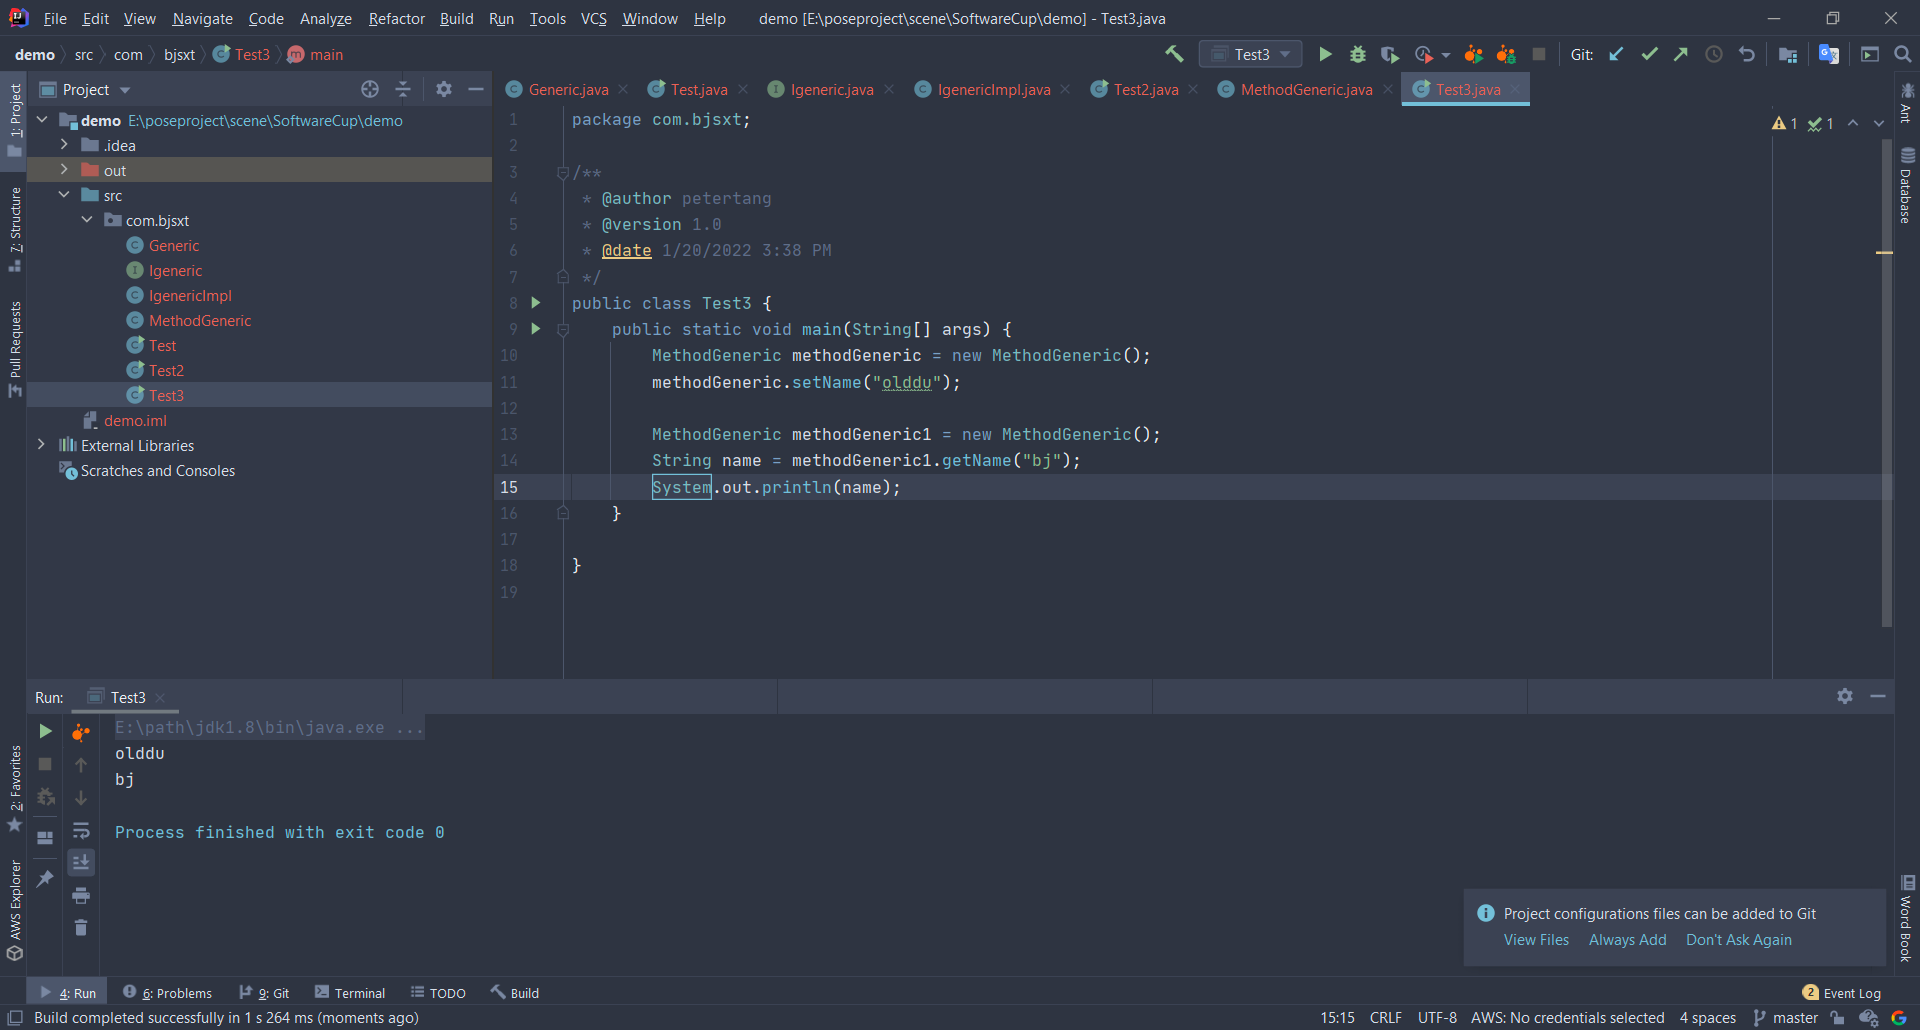 File Edit View Navigate Code Analyze Refactor Build Run Tools VCS Window Help demo [E:\poseproject\scene\SoftwareCup\demo] - Test3.java
demo src com bjsxt Test3 main
Test3
Git:
Project
Generic.java Test.java Igeneric.java IgenericImpl.java Test2.java MethodGeneric.java Test3.java
demo E:\poseproject\scene\SoftwareCup\demo
.idea
out
src
com.bjsxt
Generic
Igeneric
IgenericImpl
MethodGeneric
Test
Test2
Test3
demo.iml
External Libraries
Scratches and Consoles
1 package com.bjsxt;
2
3 /**
4 * @author petertang
5 * @version 1.0
6 * @date 1/20/2022 3:38 PM
7 */
8 public class Test3 {
9 public static void main(String[] args) {
10 MethodGeneric methodGeneric = new MethodGeneric();
11 methodGeneric.setName("olddu");
12
13 MethodGeneric methodGeneric1 = new MethodGeneric();
14 String name = methodGeneric1.getName("bj");
15 System.out.println(name);
16 }
17
18 }
19
1 1
1: Project
7: Structure
Pull Requests
2: Favorites
AWS Explorer
Ant
Database
Word Book
Run: Test3
E:\path\jdk1.8\bin\java.exe ...
olddu
bj
Process finished with exit code 0
Project configurations files can be added to Git
View Files Always Add Don't Ask Again
4: Run 6: Problems 9: Git Terminal TODO Build 2 Event Log
Build completed successfully in 1 s 264 ms (moments ago) 15:15 CRLF UTF-8 AWS: No credentials selected 4 spaces master